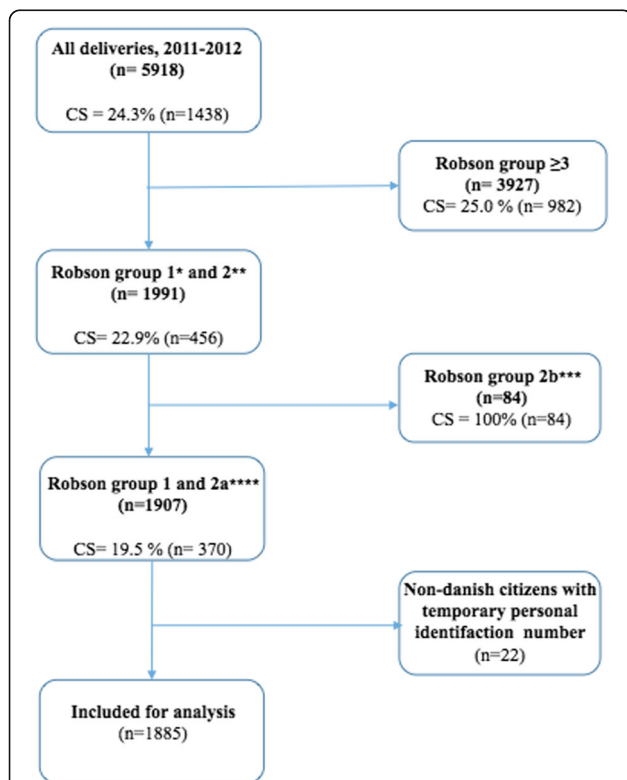 All deliveries, 2011-2012
(n= 5918)
CS = 24.3% (n=1438)
Robson group ≥3
(n= 3927)
CS= 25.0 % (n= 982)
Robson group 1* and 2**
(n= 1991)
CS= 22.9% (n=456)
Robson group 2b***
(n=84)
CS = 100% (n=84)
Robson group 1 and 2a****
(n=1907)
CS= 19.5 % (n= 370)
Non-danish citizens with
temporary personal
identifaction number
(n=22)
Included for analysis
(n=1885)